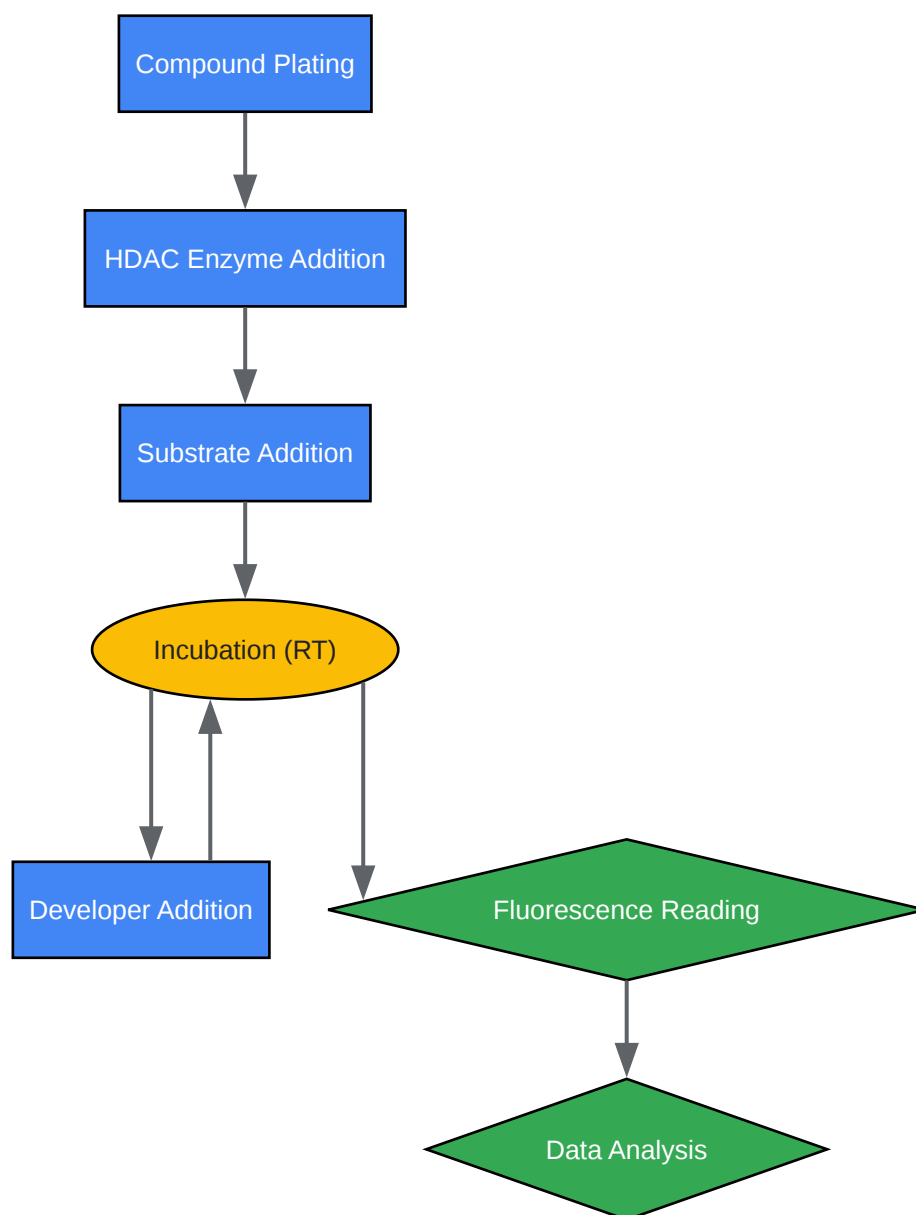 Compound Plating
HDAC Enzyme Addition
Substrate Addition
Incubation (RT)
Developer Addition
Fluorescence Reading
Data Analysis